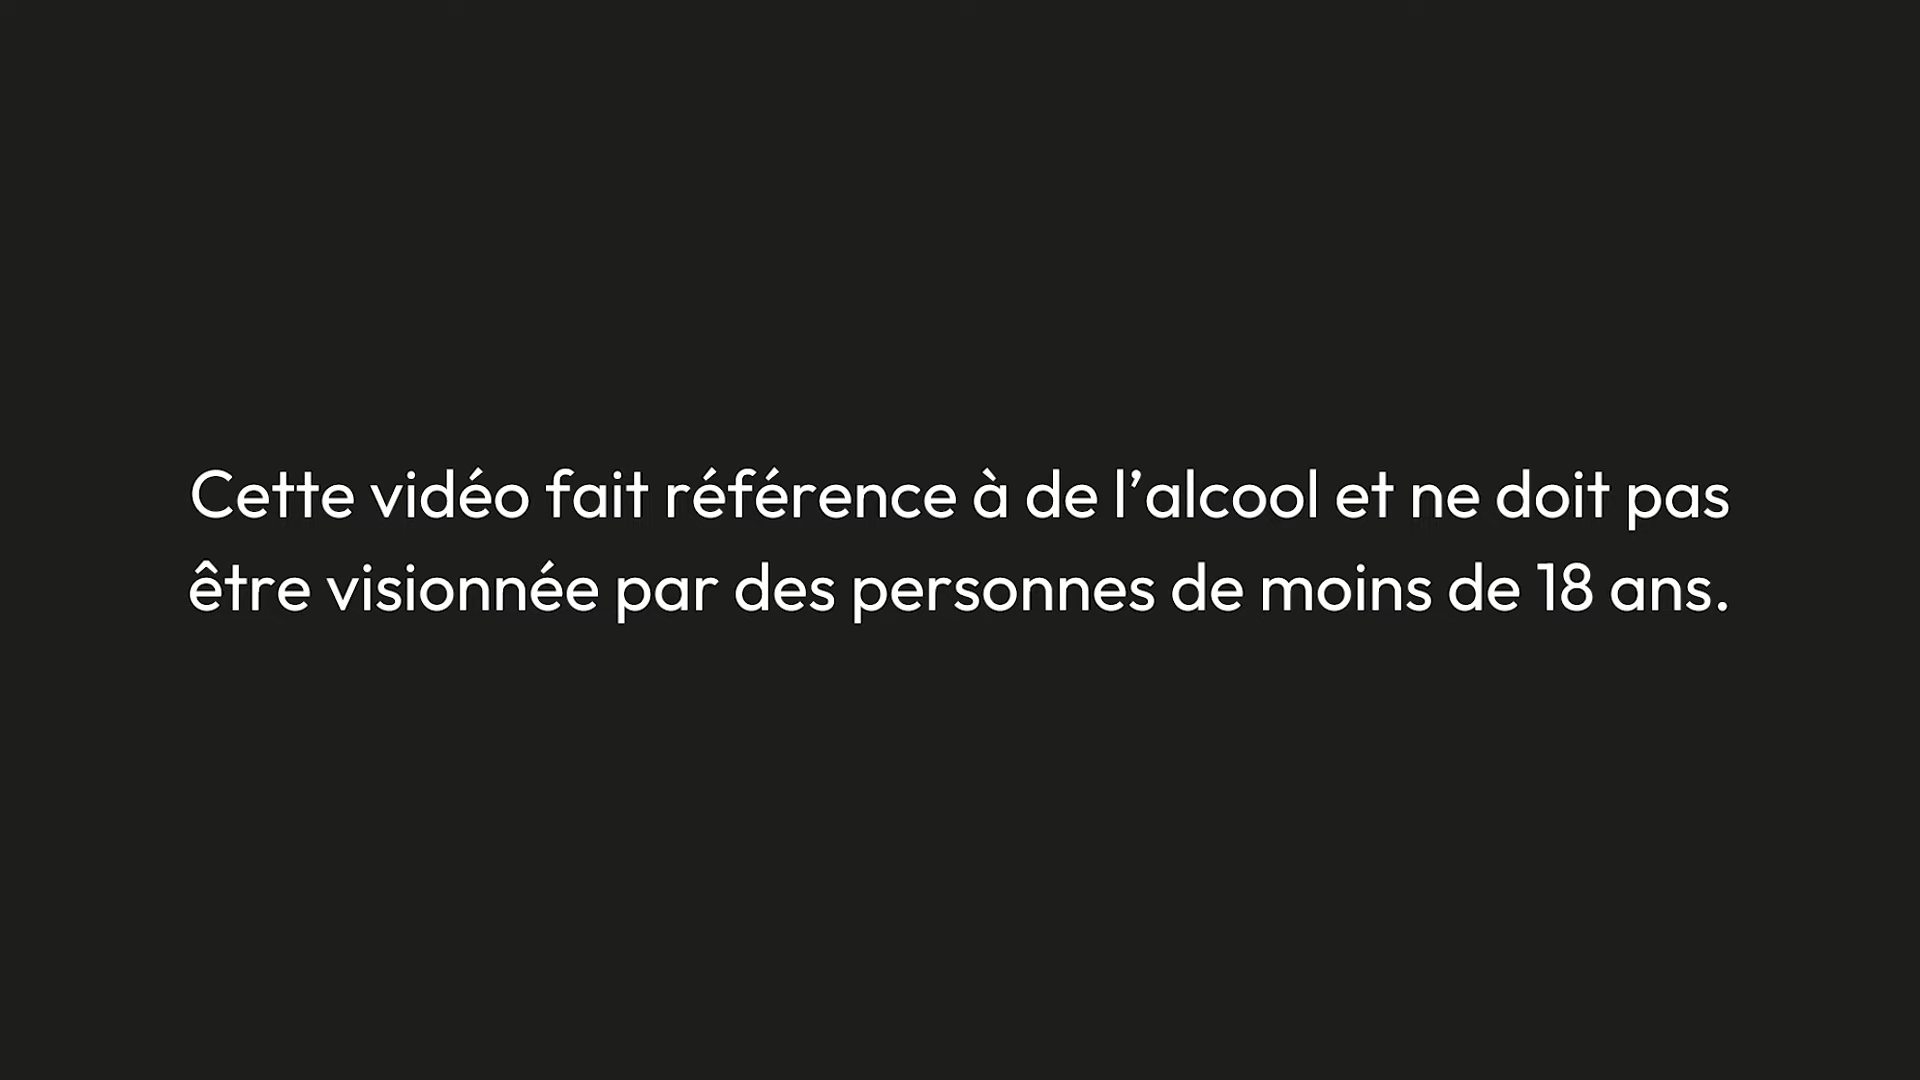 Cette vidéo fait référence à de l’alcool et ne doit pas
être visionnée par des personnes de moins de 18 ans.